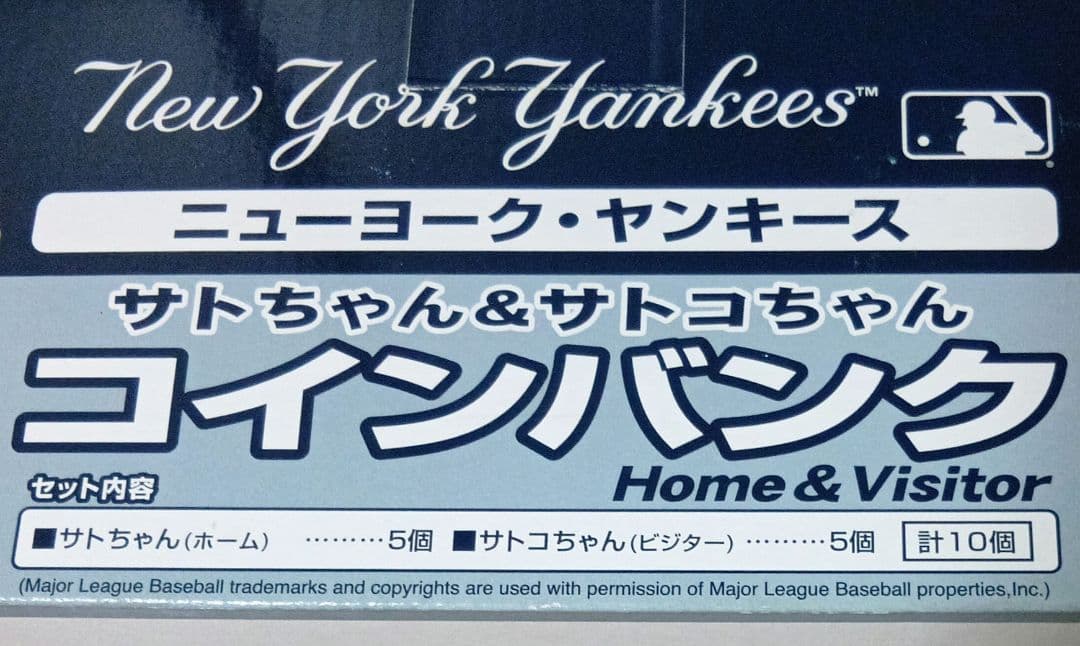 New York Yankees™
ニューヨーク・ヤンキース
サトちゃん&サトコちゃん
コインバンク
Home & Visitor
セット内容
■サトちゃん(ホーム) ………5個 ■サトコちゃん(ビジター) ………5個 計10個
(Major League Baseball trademarks and copyrights are used with permission of Major League Baseball properties,Inc.)